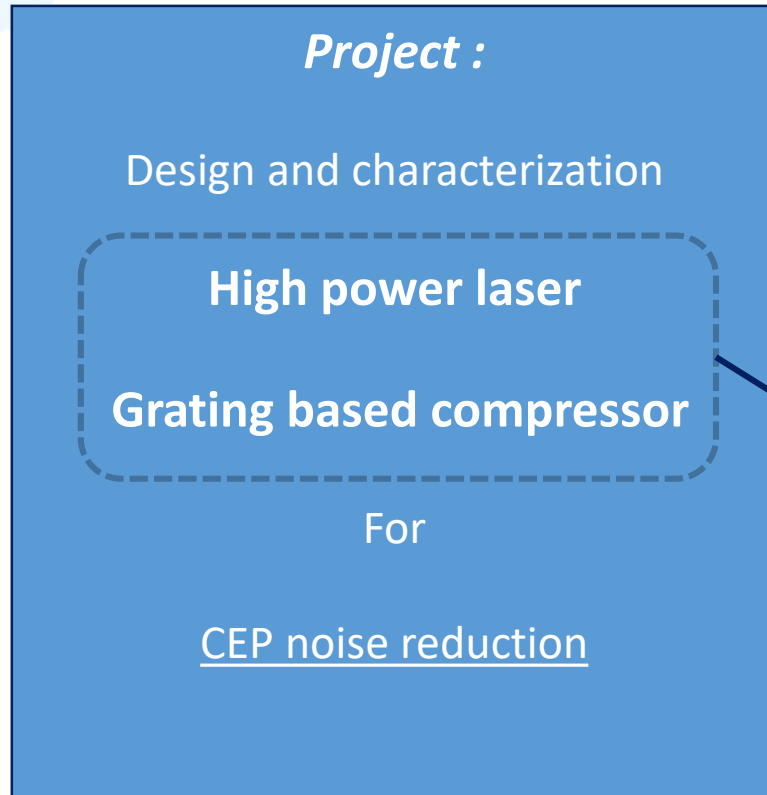 Project :
Design and characterization
High power laser
Grating based compressor
For
CEP noise reduction